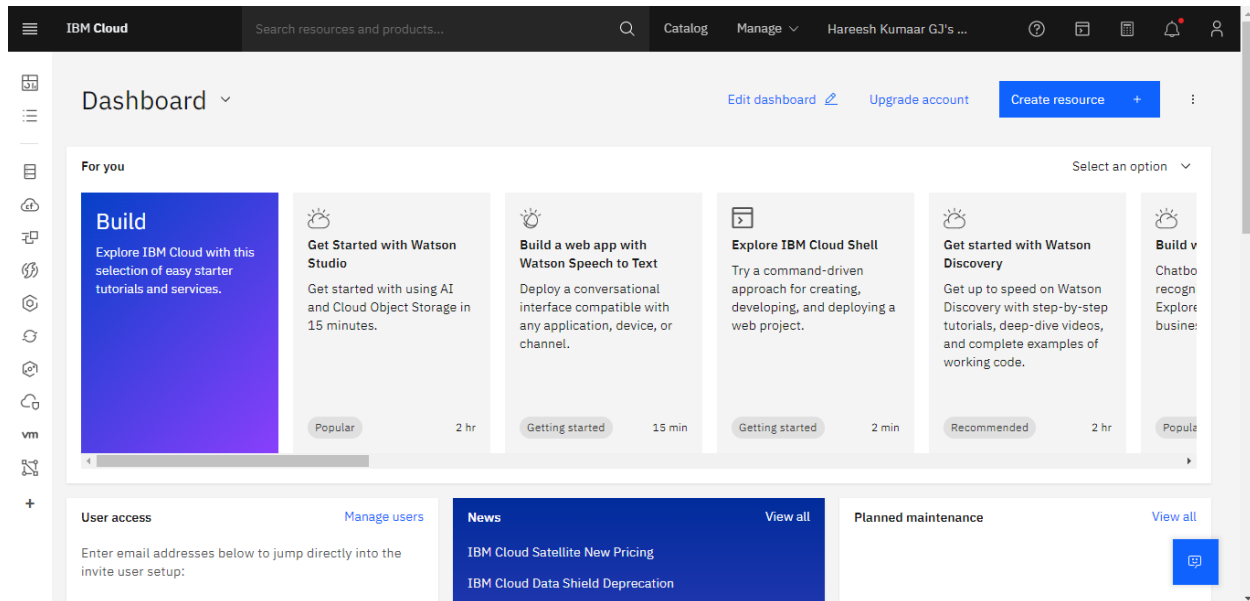 IBM Cloud
Search resources and products...
Catalog
Manage
Hareesh Kumaar GJ's ...
Dashboard
Edit dashboard
Upgrade account
Create resource +
For you
Select an option
Build
Explore IBM Cloud with this
selection of easy starter
tutorials and services.
Get Started with Watson
Studio
Get started with using AI
and Cloud Object Storage in
15 minutes.
Popular
2 hr
Build a web app with
Watson Speech to Text
Deploy a conversational
interface compatible with
any application, device, or
channel.
Getting started
15 min
Explore IBM Cloud Shell
Try a command-driven
approach for creating,
developing, and deploying a
web project.
Getting started
2 min
Get started with Watson
Discovery
Get up to speed on Watson
Discovery with step-by-step
tutorials, deep-dive videos,
and complete examples of
working code.
Recommended
2 hr
Build
Chatbo
recogn
Explore
busine
Popula
cf
vm
+
User access
Manage users
Enter email addresses below to jump directly into the
invite user setup:
News
View all
IBM Cloud Satellite New Pricing
IBM Cloud Data Shield Deprecation
Planned maintenance
View all